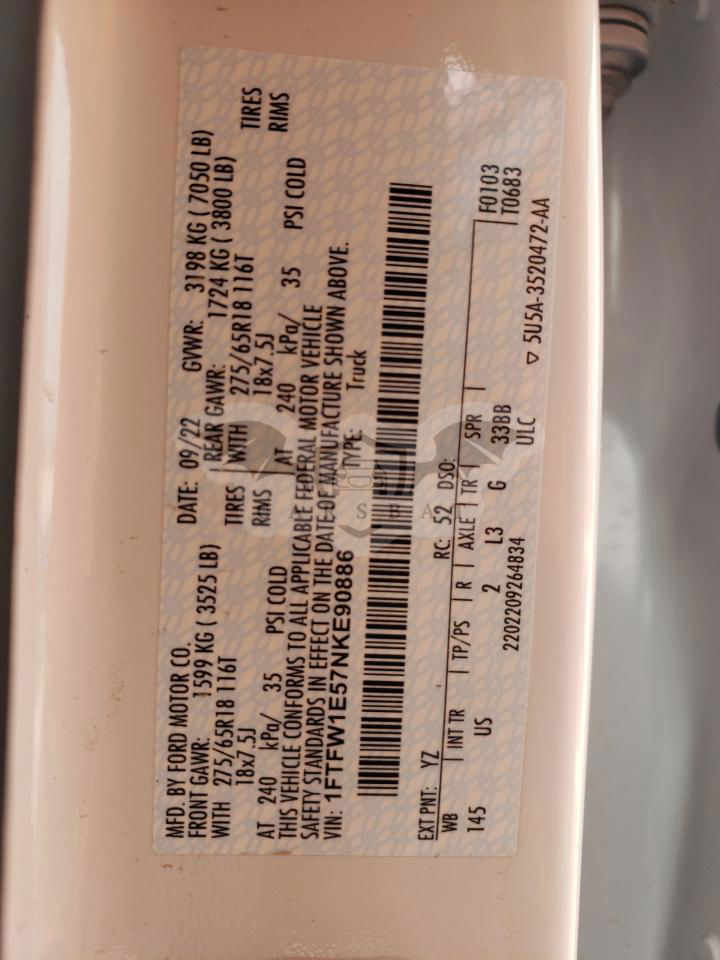 MFD. BY FORD MOTOR CO. DATE: 09/22 GVWR: 3198 KG ( 7050 LB)
FRONT GAWR: 1599 KG ( 3525 LB) REAR GAWR: 1724 KG ( 3800 LB)
WITH 275/65R18 116T TIRES WITH 275/65R18 116T TIRES
18x7.5J RIMS 18x7.5J RIMS
AT 240 kPa/ 35 PSI COLD AT 240 kPa/ 35 PSI COLD
THIS VEHICLE CONFORMS TO ALL APPLICABLE FEDERAL MOTOR VEHICLE
SAFETY STANDARDS IN EFFECT ON THE DATE OF MANUFACTURE SHOWN ABOVE.
VIN: 1FTFW1E57NKE90886 TYPE: Truck
EXT PNT: YZ RC: 52 DSO: F0103
WB INT TR TP/PS R AXLE TR SPR T0683
145 US 2 L3 G 33BB
2202209264834 ULC ▽ 5U5A-3520472-AA